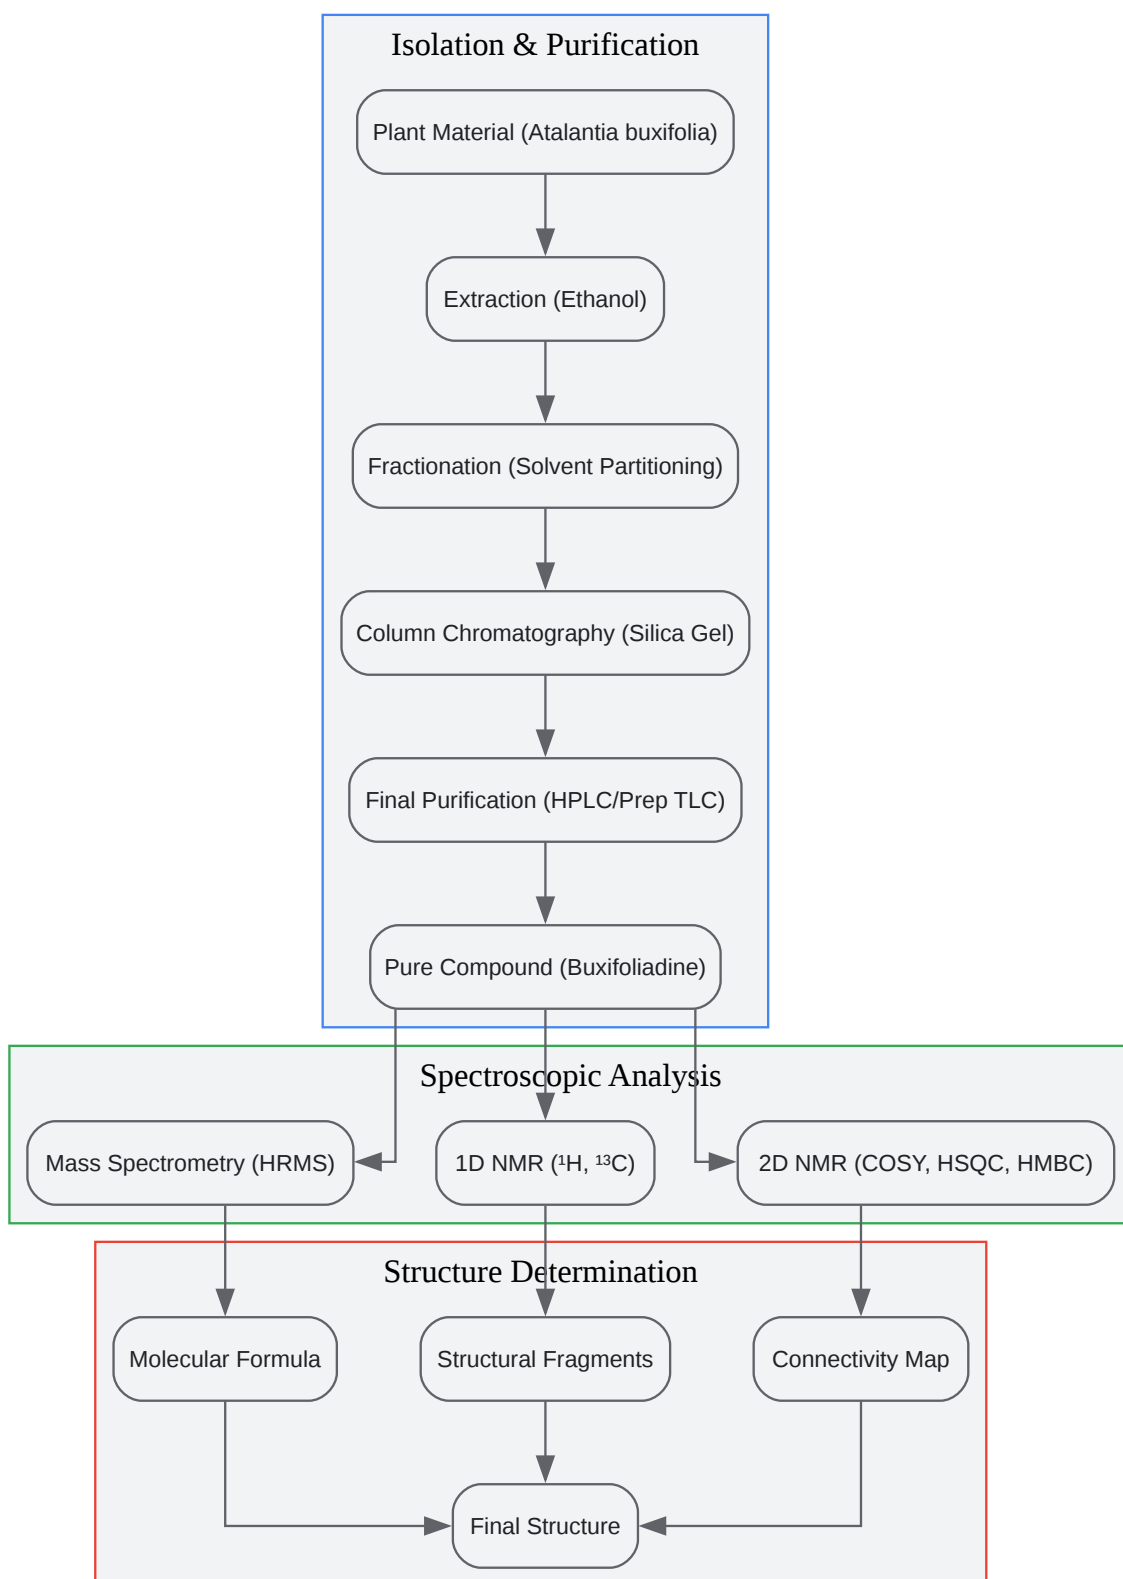 Isolation & Purification
Plant Material (Atalantia buxifolia)
Extraction (Ethanol)
Fractionation (Solvent Partitioning)
Column Chromatography (Silica Gel)
Final Purification (HPLC/Prep TLC)
Pure Compound (Buxifoliadine)
Spectroscopic Analysis
Mass Spectrometry (HRMS)
1D NMR (¹H, ¹³C)
2D NMR (COSY, HSQC, HMBC)
Structure Determination
Molecular Formula
Structural Fragments
Connectivity Map
Final Structure